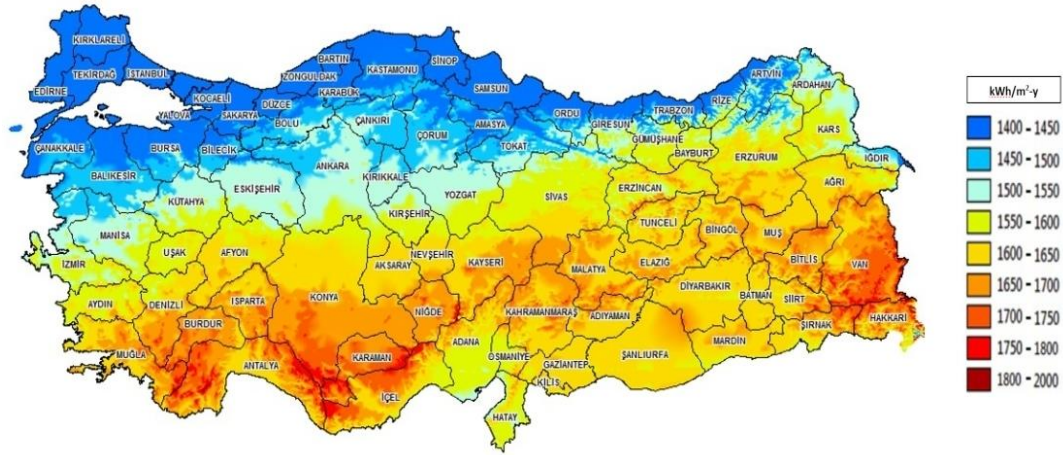 KIRKLARELİ
TEKİRDAĞ
İSTANBUL
EDİRNE
KOCAELİ
YALOVA
SAKARYA
DÜZCE
ZONGULDAK
BARTIN
KARABÜK
KASTAMONU
SİNOP
SAMSUN
BOLU
ÇANKIRI
ÇORUM
AMASYA
ORDU
TOKAT
GİRESUN
TRABZON
RİZE
ARTVİN
ARDAHAN
KARS
IĞDIR
GÜMÜŞHANE
BAYBURT
ERZURUM
AĞRI
ÇANAKKALE
BALIKESİR
BURSA
BİLECİK
KÜTAHYA
ESKİŞEHİR
ANKARA
KIRIKKALE
YOZGAT
KIRŞEHİR
SİVAS
ERZİNCAN
TUNCELİ
BİNGÖL
MUŞ
BİTLİS
VAN
MANİSA
İZMİR
UŞAK
AFYON
AKSARAY
NEVŞEHİR
KAYSERİ
MALATYA
ELAZIĞ
DİYARBAKIR
BATMAN
SİİRT
ŞIRNAK
HAKKARİ
AYDIN
DENİZLİ
ISPARTA
BURDUR
KONYA
NİĞDE
KAHRAMANMARAŞ
ADIYAMAN
MARDİN
MUĞLA
ANTALYA
KARAMAN
İÇEL
ADANA
OSMANİYE
GAZİANTEP
KİLİS
ŞANLIURFA
HATAY
kWh/m²-y
1400 - 1450
1450 - 1500
1500 - 1550
1550 - 1600
1600 - 1650
1650 - 1700
1700 - 1750
1750 - 1800
1800 - 2000